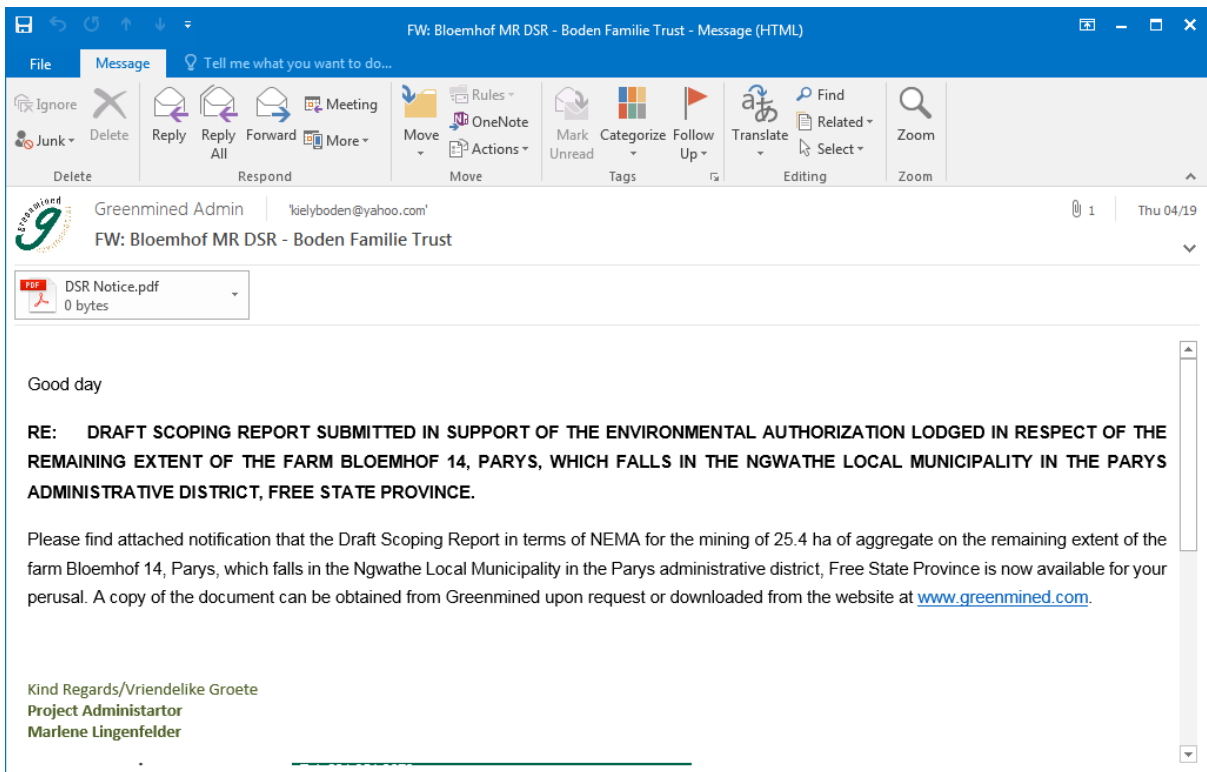 FW: Bloemhof MR DSR - Boden Familie Trust - Message (HTML)
File Message Tell me what you want to do...
Ignore
Junk
Delete
Reply
Reply All
Forward
Meeting
More
Move
Rules
OneNote
Actions
Mark Unread
Categorize
Follow Up
Translate
Find
Related
Select
Zoom
Delete Respond Move Tags Editing Zoom
greenmined
g
Greenmined Admin 'kielyboden@yahoo.com' 1 Thu 04/19
FW: Bloemhof MR DSR - Boden Familie Trust
PDF
DSR Notice.pdf
0 bytes
Good day
RE: DRAFT SCOPING REPORT SUBMITTED IN SUPPORT OF THE ENVIRONMENTAL AUTHORIZATION LODGED IN RESPECT OF THE
REMAINING EXTENT OF THE FARM BLOEMHOF 14, PARYS, WHICH FALLS IN THE NGWATHE LOCAL MUNICIPALITY IN THE PARYS
ADMINISTRATIVE DISTRICT, FREE STATE PROVINCE.
Please find attached notification that the Draft Scoping Report in terms of NEMA for the mining of 25.4 ha of aggregate on the remaining extent of the
farm Bloemhof 14, Parys, which falls in the Ngwathe Local Municipality in the Parys administrative district, Free State Province is now available for your
perusal. A copy of the document can be obtained from Greenmined upon request or downloaded from the website at www.greenmined.com.
Kind Regards/Vriendelike Groete
Project Administartor
Marlene Lingenfelder